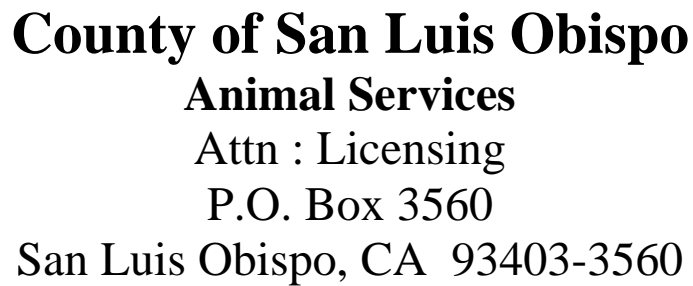 County of San Luis Obispo
Animal Services
Attn : Licensing
P.O. Box 3560
San Luis Obispo, CA  93403-3560